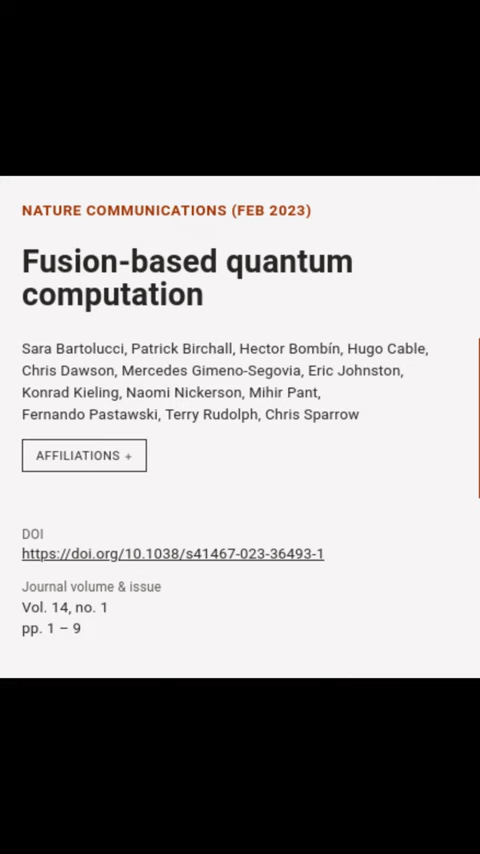 NATURE COMMUNICATIONS (FEB 2023)
Fusion-based quantum
computation
Sara Bartolucci, Patrick Birchall, Hector Bombín, Hugo Cable,
Chris Dawson, Mercedes Gimeno-Segovia, Eric Johnston,
Konrad Kieling, Naomi Nickerson, Mihir Pant,
Fernando Pastawski, Terry Rudolph, Chris Sparrow
AFFILIATIONS +
DOI
https://doi.org/10.1038/s41467-023-36493-1
Journal volume & issue
Vol. 14, no. 1
pp. 1 – 9